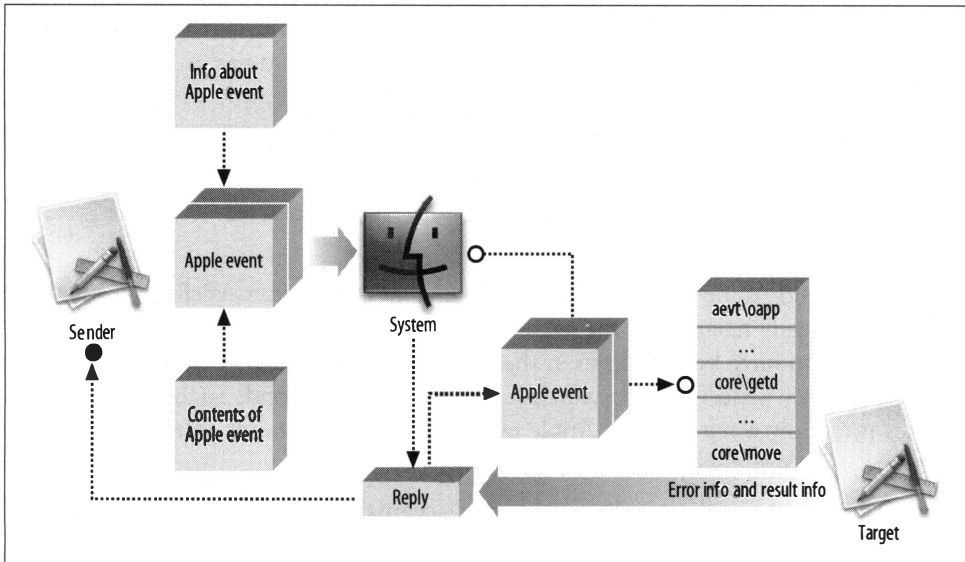 Info about
Apple event
Apple event
Sender
System
Contents of
Apple event
Apple event
aevt\oapp
...
core\getd
...
core\move
Reply
Error info and result info
Target